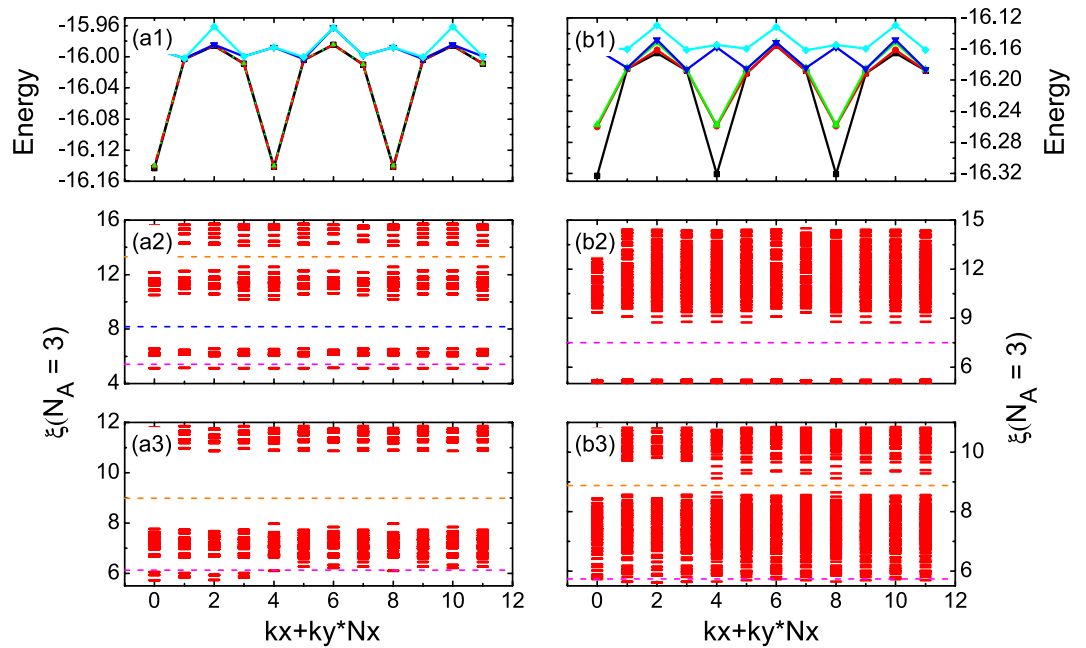 (a1)
Energy
-15.96
-16.00
-16.04
-16.08
-16.12
-16.16
(b1)
-16.12
-16.16
-16.20
-16.24
-16.28
-16.32
Energy
(a2)
16
12
8
4
(b2)
15
12
9
6
ξ(N_A = 3)
ξ(N_A = 3)
(a3)
12
10
8
6
(b3)
10
8
6
0 2 4 6 8 10 12
0 2 4 6 8 10 12
kx+ky*Nx
kx+ky*Nx